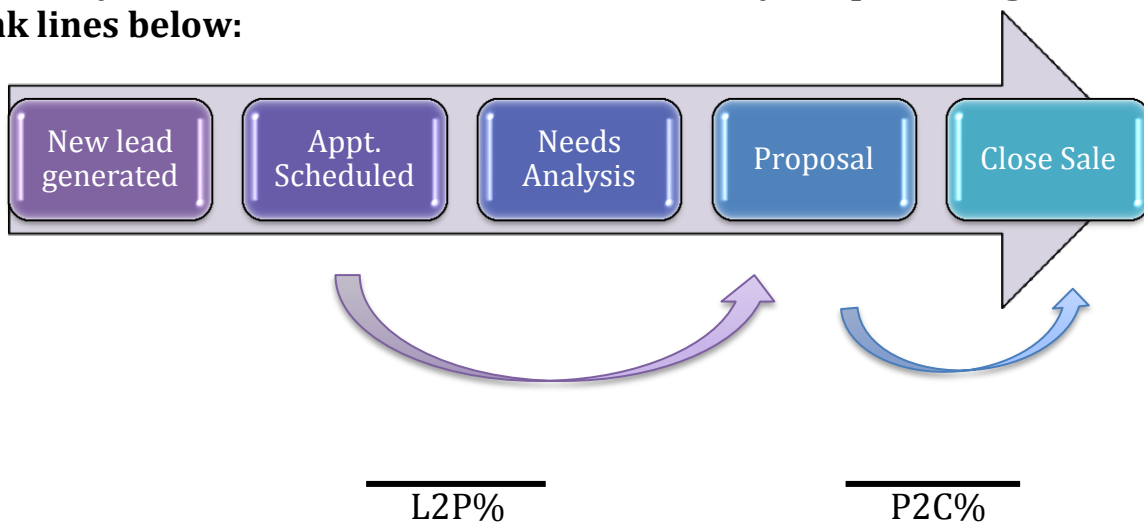 nk lines below:
New lead
generated
Appt.
Scheduled
Needs
Analysis
Proposal
Close Sale
L2P%
P2C%